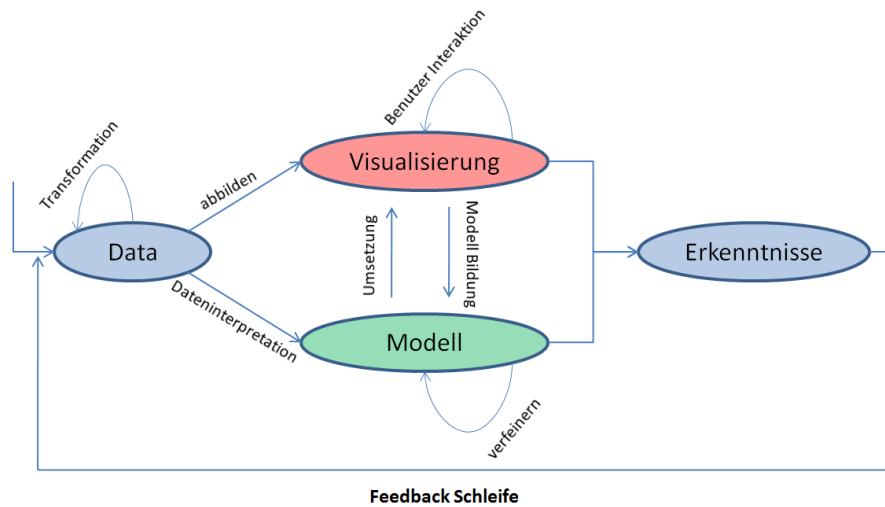 Benutzer Interaktion
Transformation
Visualisierung
abbilden
Umsetzung
Modell Bildung
Data
Erkenntnisse
Dateninterpretation
Modell
verfeinern
Feedback Schleife